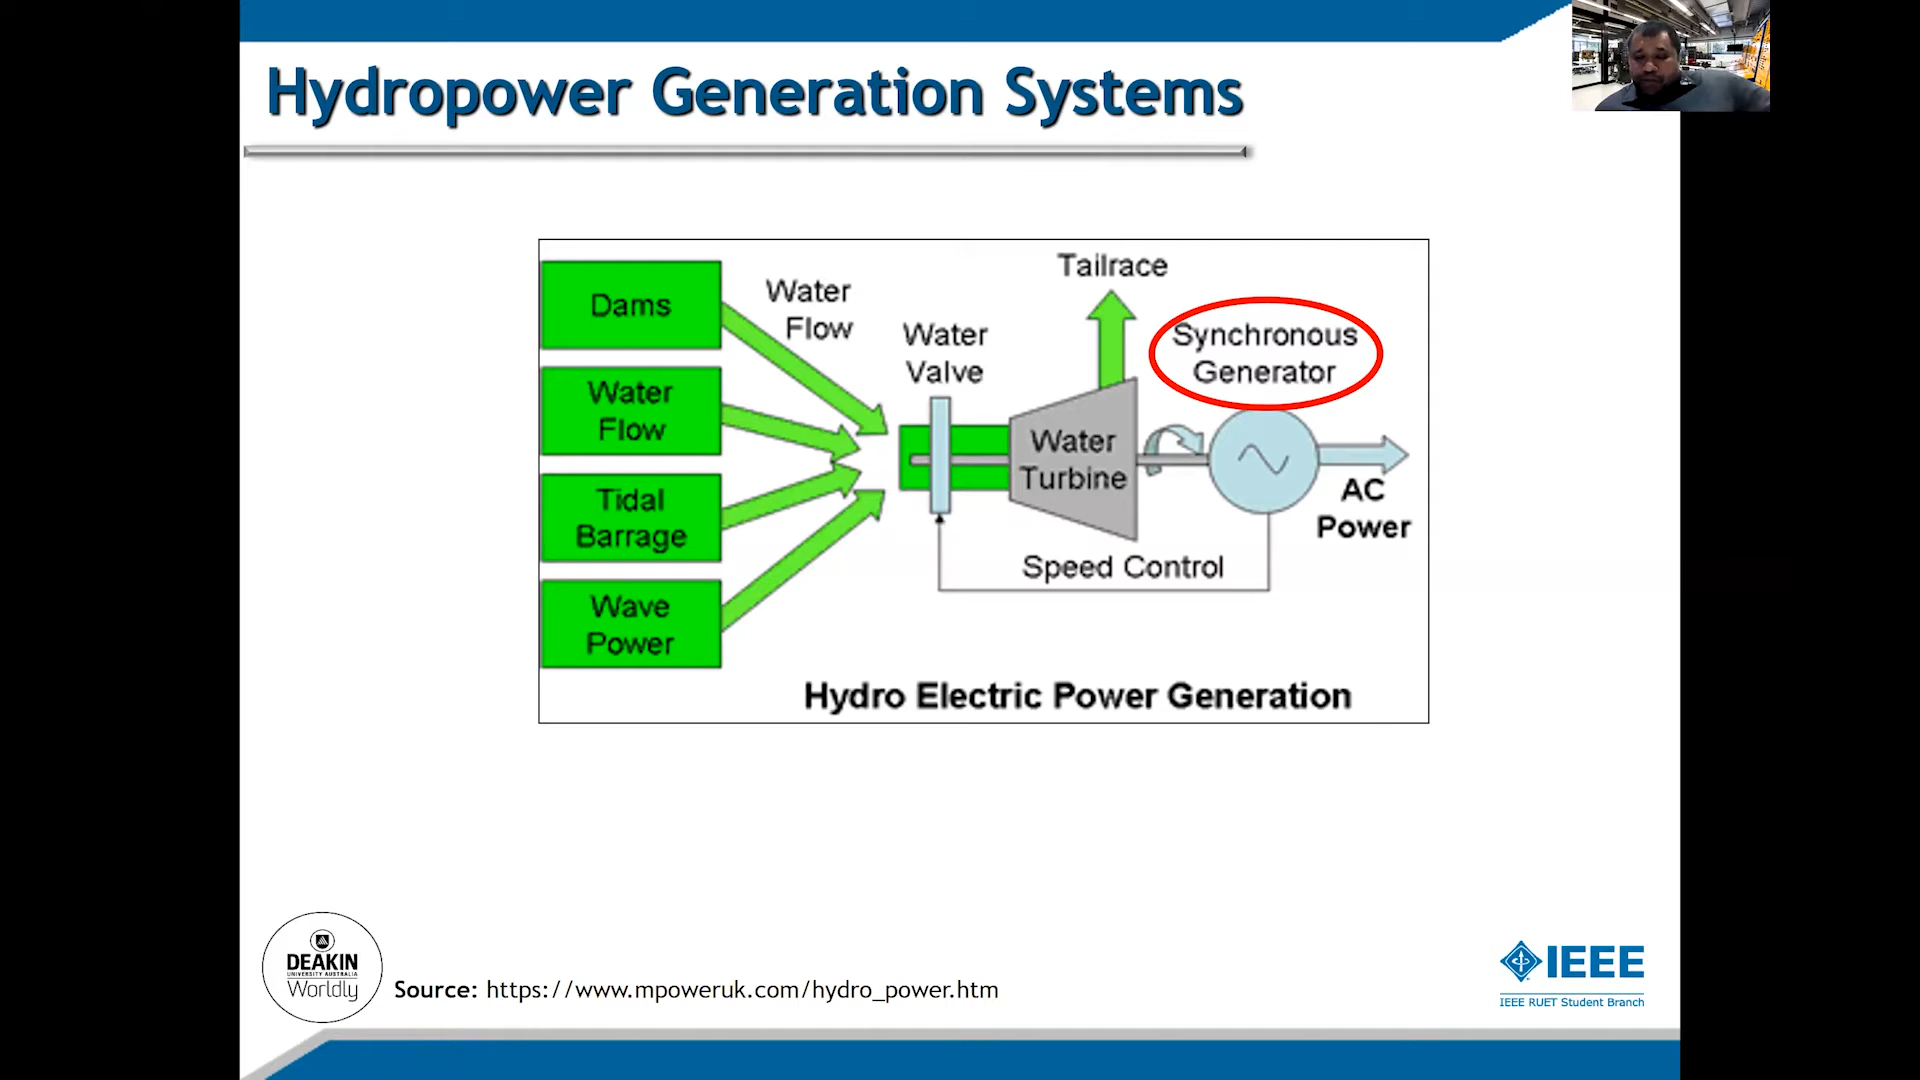 Hydropower Generation Systems
Dams
Water
Flow
Tidal
Barrage
Wave
Power
Water
Flow
Water
Valve
Tailrace
Water
Turbine
Synchronous
Generator
AC
Power
Speed Control
Hydro Electric Power Generation
DEAKIN
UNIVERSITY AUSTRALIA
Worldly
Source: https://www.mpoweruk.com/hydro_power.htm
IEEE
IEEE RUET Student Branch